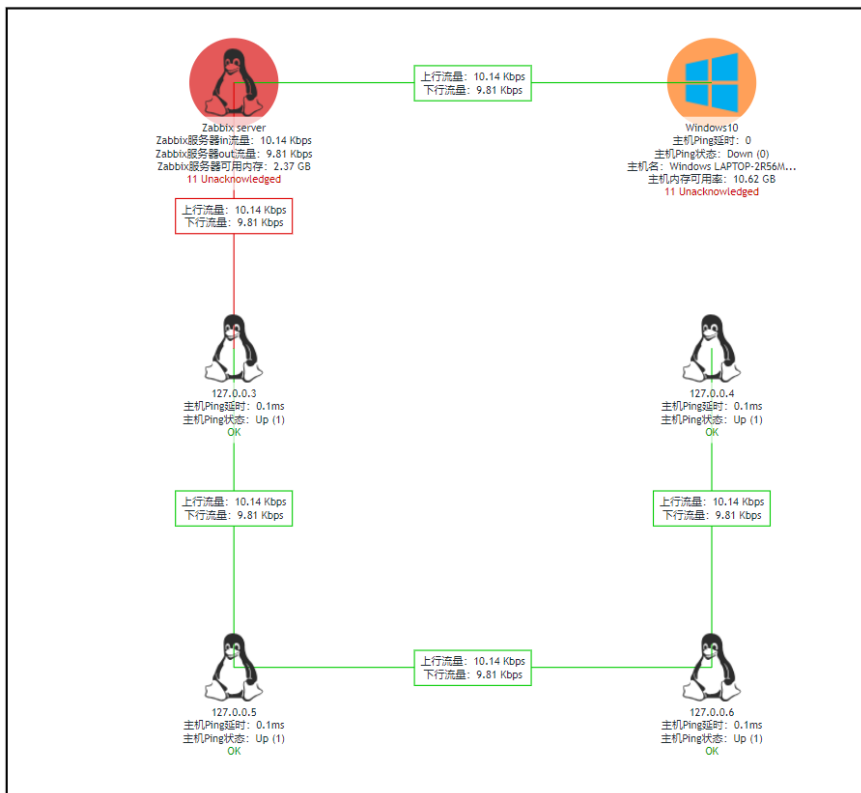 上行流量：10.14 Kbps
下行流量：9.81 Kbps
Zabbix server
Zabbix服务器in流量：10.14 Kbps
Zabbix服务器out流量：9.81 Kbps
Zabbix服务器可用内存：2.37 GB
11 Unacknowledged
Windows10
主机Ping延时：0
主机Ping状态：Down (0)
主机名：Windows LAPTOP-2R56M...
主机内存可用率：10.62 GB
11 Unacknowledged
上行流量：10.14 Kbps
下行流量：9.81 Kbps
127.0.0.3
主机Ping延时：0.1ms
主机Ping状态：Up (1)
OK
127.0.0.4
主机Ping延时：0.1ms
主机Ping状态：Up (1)
OK
上行流量：10.14 Kbps
下行流量：9.81 Kbps
上行流量：10.14 Kbps
下行流量：9.81 Kbps
上行流量：10.14 Kbps
下行流量：9.81 Kbps
127.0.0.5
主机Ping延时：0.1ms
主机Ping状态：Up (1)
OK
127.0.0.6
主机Ping延时：0.1ms
主机Ping状态：Up (1)
OK